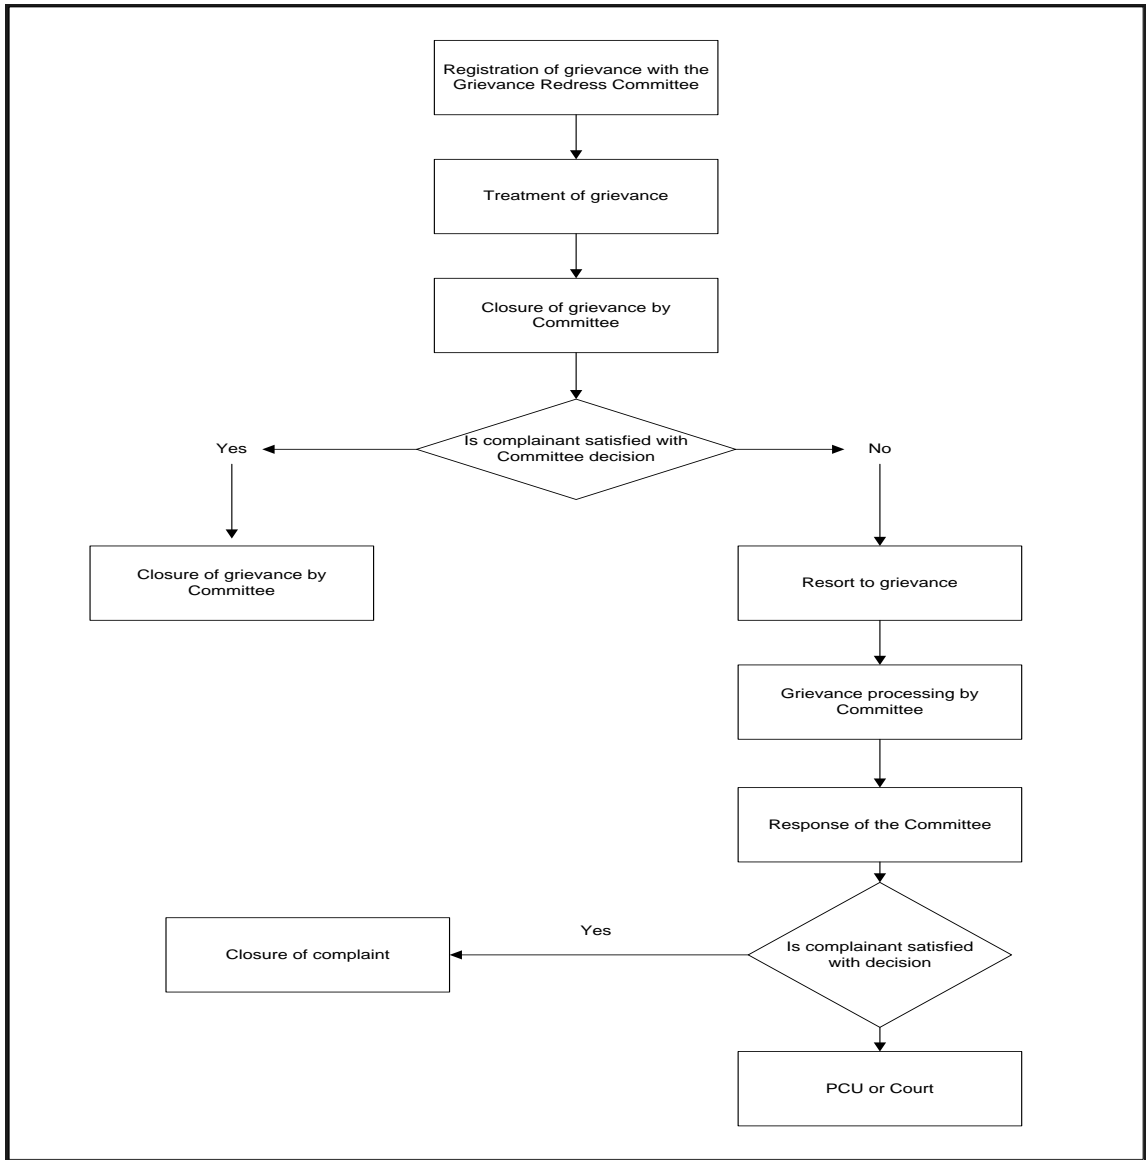 Registration of grievance with the
Grievance Redress Committee
Treatment of grievance
Closure of grievance by
Committee
Is complainant satisfied with
Committee decision
Yes
No
Closure of grievance by
Committee
Resort to grievance
Grievance processing by
Committee
Response of the Committee
Yes
Is complainant satisfied
with decision
Closure of complaint
PCU or Court